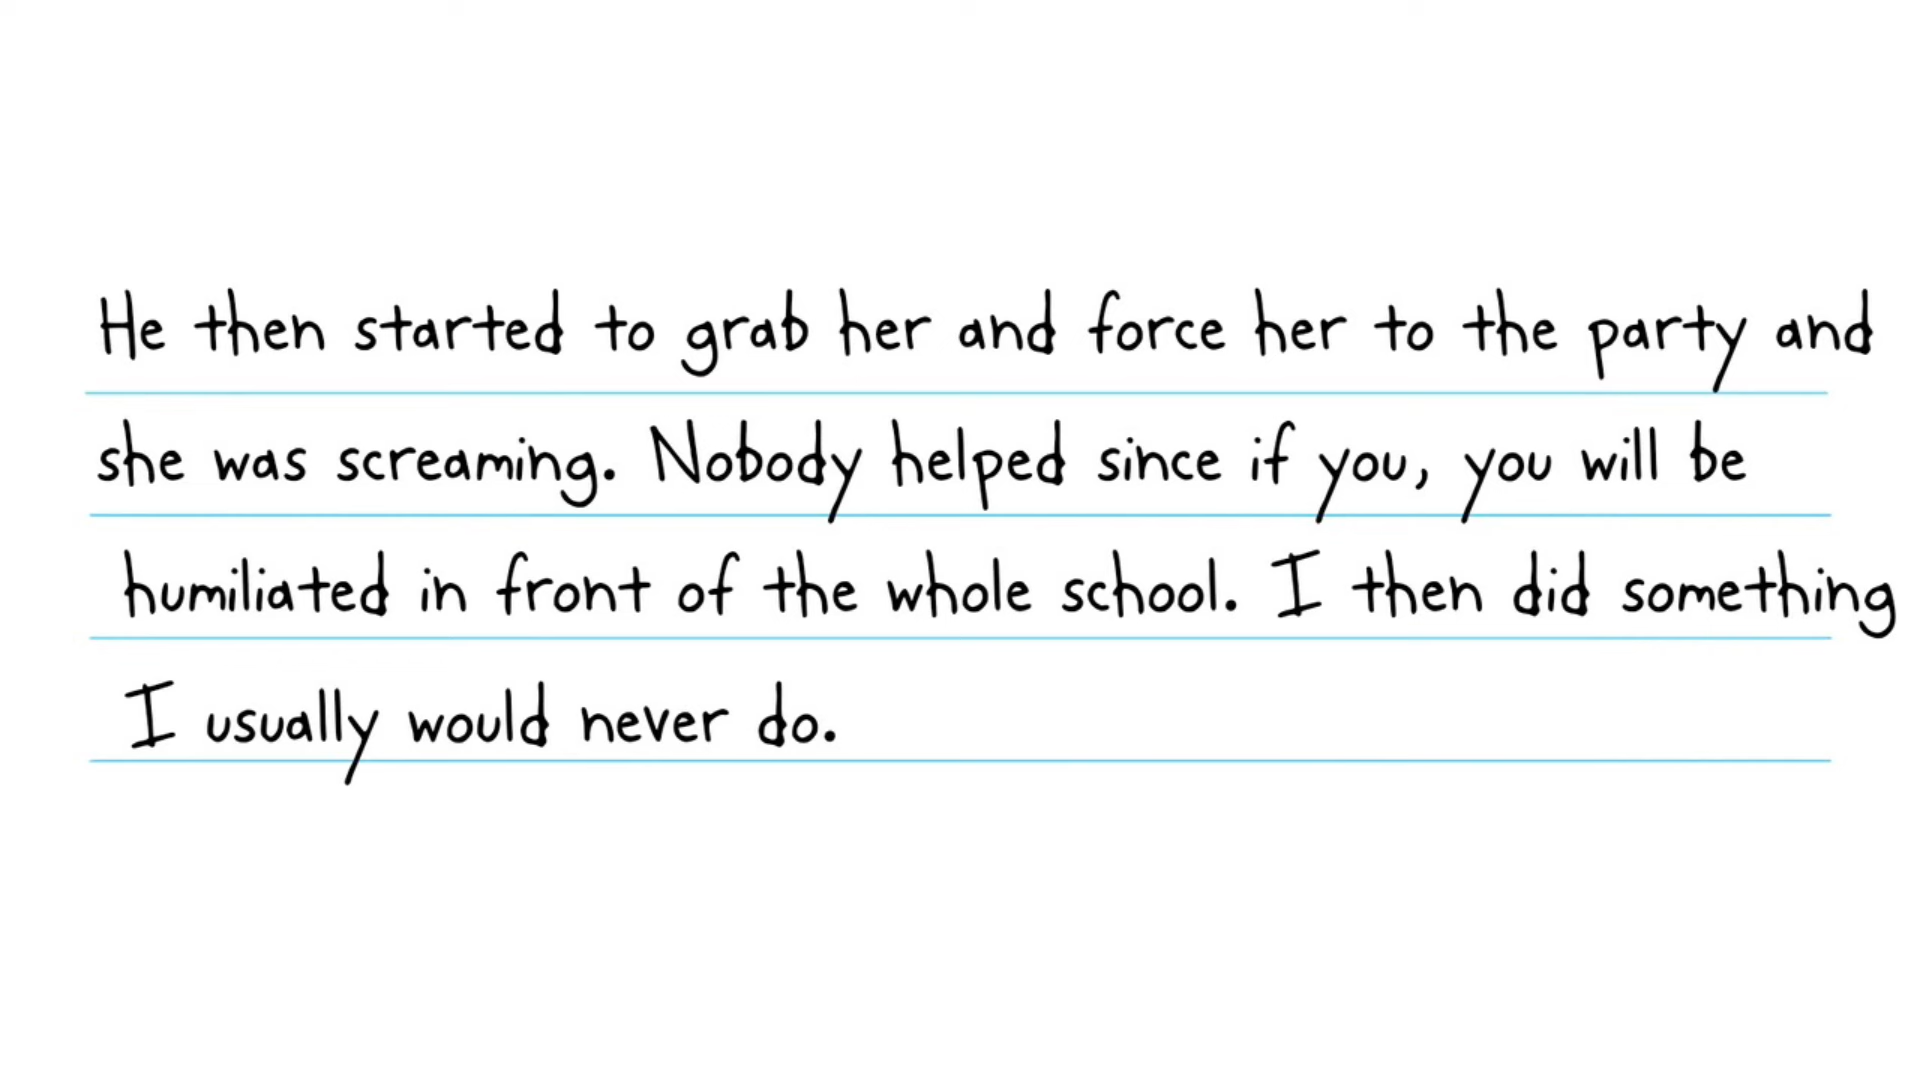 He then started to grab her and force her to the party and
she was screaming. Nobody helped since if you, you will be
humiliated in front of the whole school. I then did something
I usually would never do.